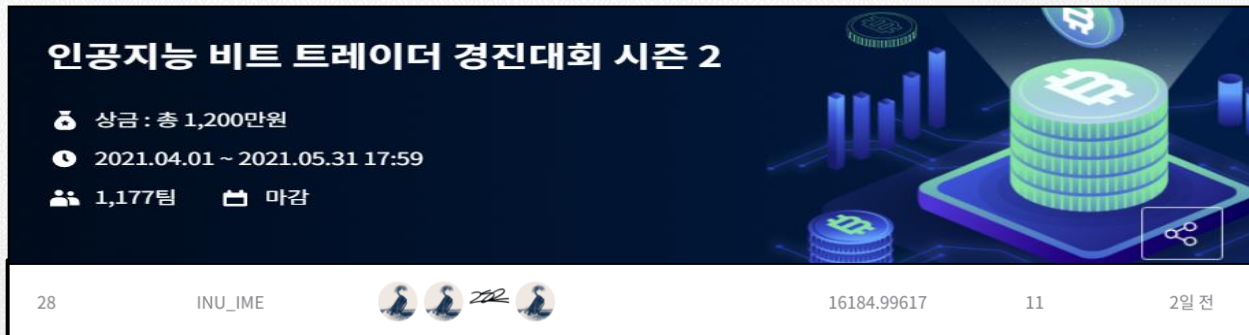 인공지능 비트 트레이더 경진대회 시즌 2
상금 : 총 1,200만원
2021.04.01 ~ 2021.05.31 17:59
1,177팀 마감
28 INU_IME 16184.99617 11 2일 전